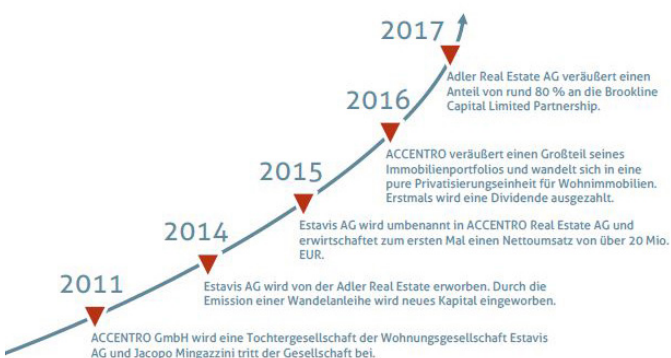 2017
Adler Real Estate AG veräußert einen
Anteil von rund 80 % an die Brookline
Capital Limited Partnership.
2016
ACCENTRO veräußert einen Großteil seines
Immobilienportfolios und wandelt sich in eine
pure Privatisierungseinheit für Wohnimmobilien.
Erstmals wird eine Dividende ausgezahlt.
2015
Estavis AG wird umbenannt in ACCENTRO Real Estate AG und
erwirtschaftet zum ersten Mal einen Nettoumsatz von über 20 Mio.
EUR.
2014
Estavis AG wird von der Adler Real Estate erworben. Durch die
Emission einer Wandelanleihe wird neues Kapital eingeworben.
2011
ACCENTRO GmbH wird eine Tochtergesellschaft der Wohnungsgesellschaft Estavis
AG und Jacopo Mingazzini tritt der Gesellschaft bei.